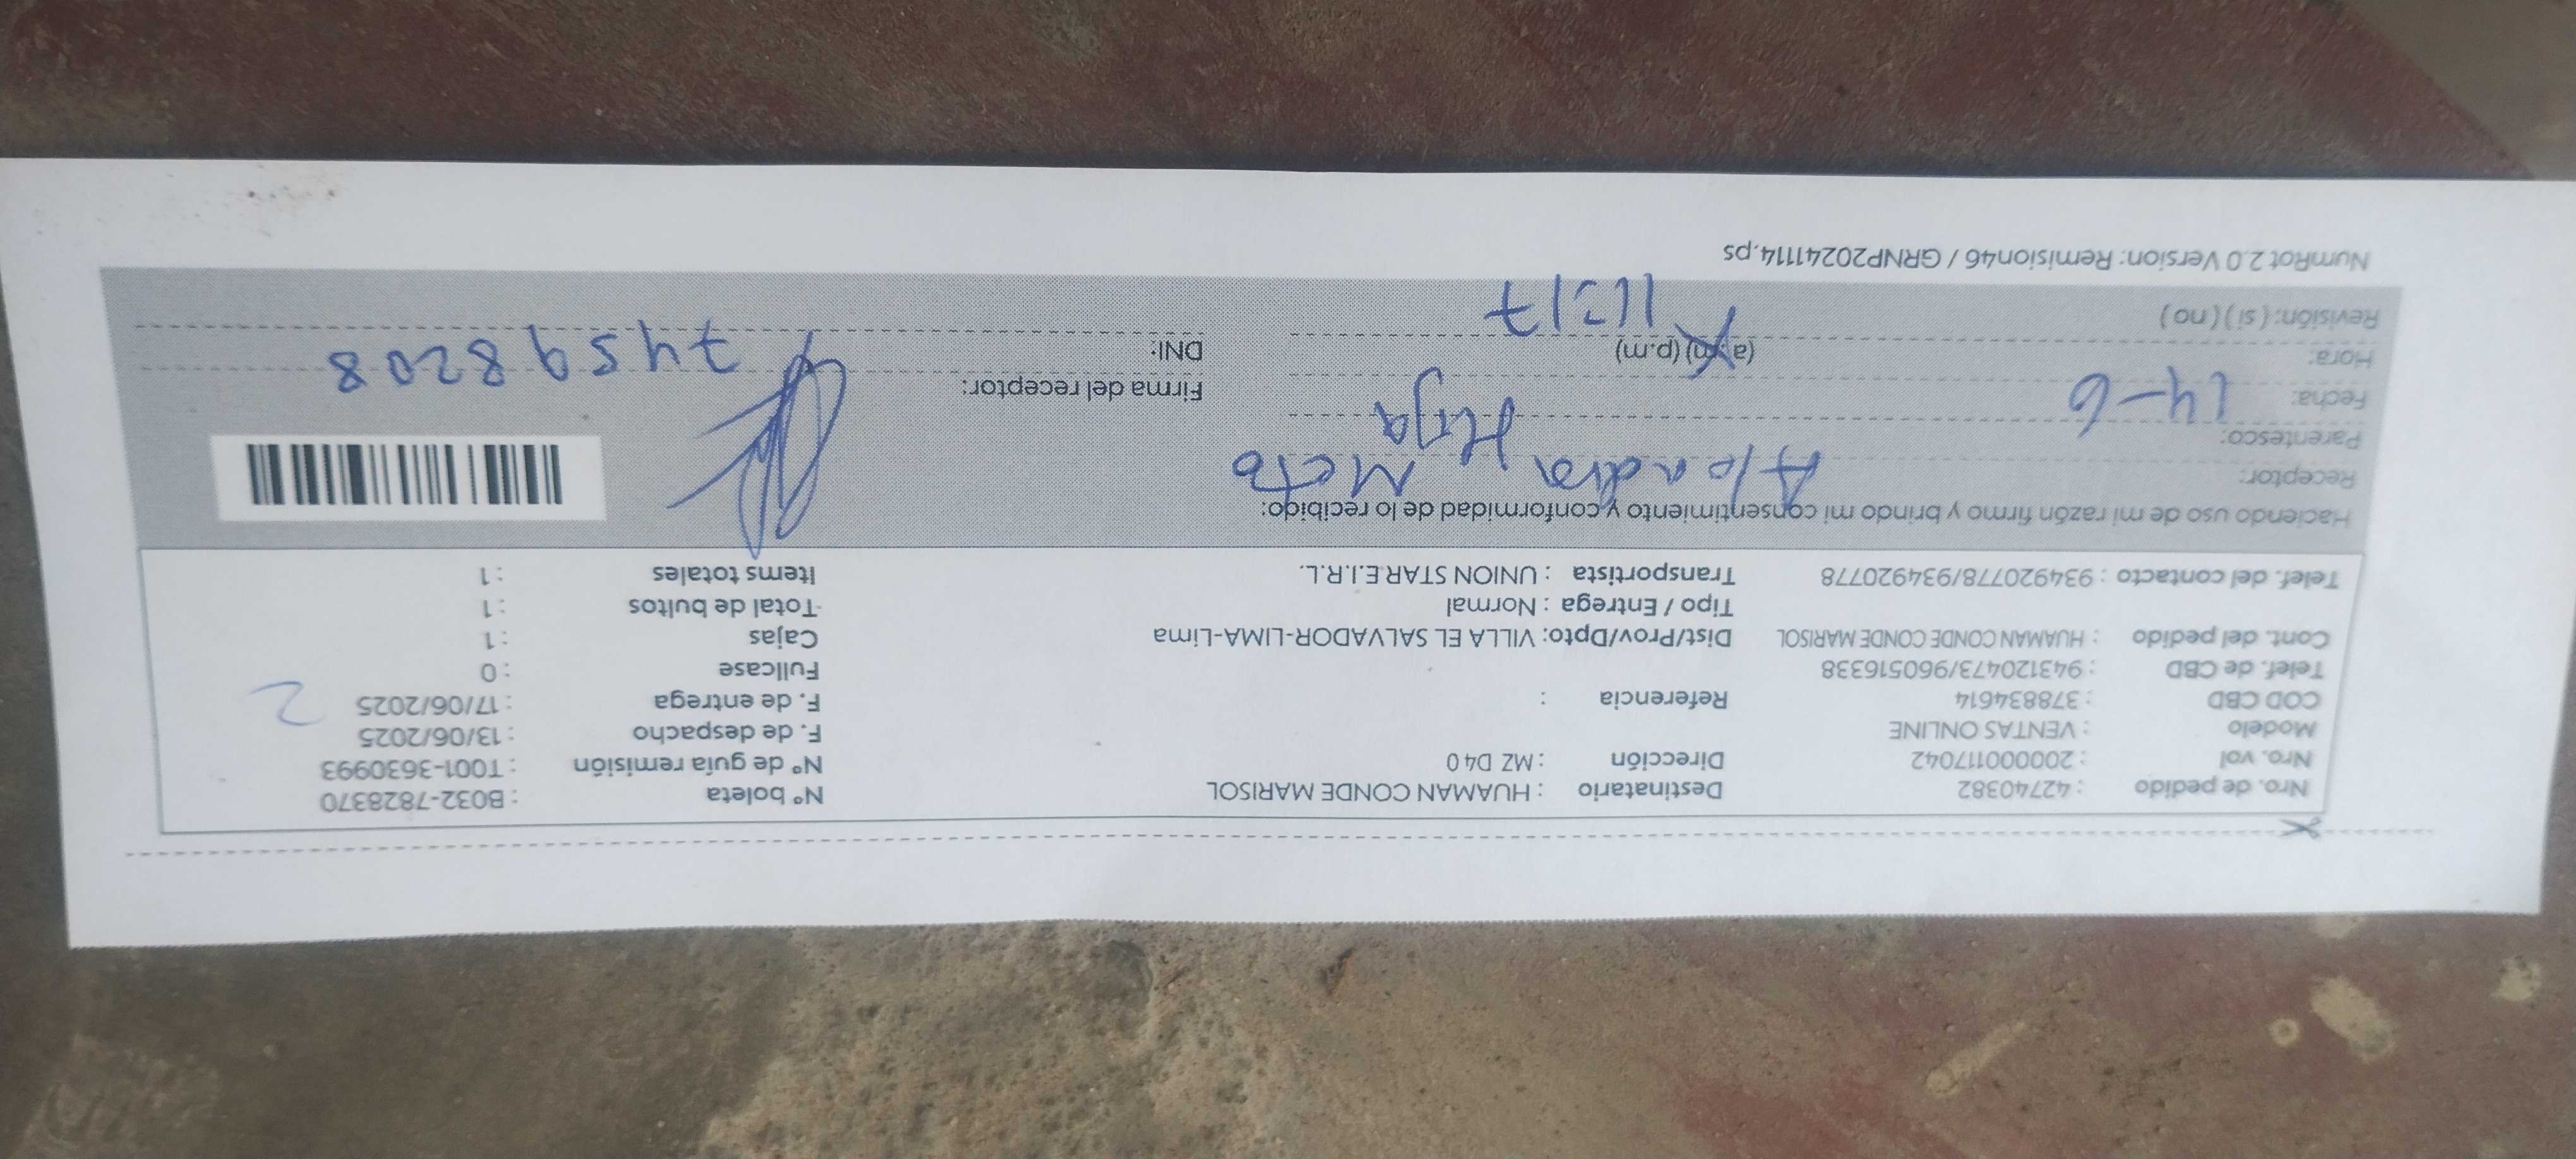 Nro. de pedido : 42740382 Destinatario : HUAMAN CONDE MARISOL Nº boleta : B032-7828370
Nro. vol : 200000117042 Dirección : MZ D4 0 Nº de guía remisión : T001-3630993
Modelo : VENTAS ONLINE F. de despacho : 13/06/2025
COD CBD : 378834614 Referencia : F. de entrega : 17/06/2025 2
Telef. de CBD : 943120473/960516338 Fullcase : 0
Cont. del pedido : HUAMAN CONDE CONDE MARISOL Dist/Prov/Dpto: VILLA EL SALVADOR-LIMA-Lima Cajas : 1
Tipo / Entrega : Normal Total de bultos : 1
Telef. del contacto : 934920778/934920778 Transportista : UNION STAR E.I.R.L. Items totales : 1
Haciendo uso de mi razón firmo y brindo mi consentimiento y conformidad de lo recibido:
Receptor:
Parentesco: Hija
Fecha: 14-6 Firma del receptor:
Hora: (a.m) (p.m) 11:17 DNI: 74598208
Revisión: ( si ) ( no )
NumRot 2.0 Version: Remision46 / GRNP20241114.ps